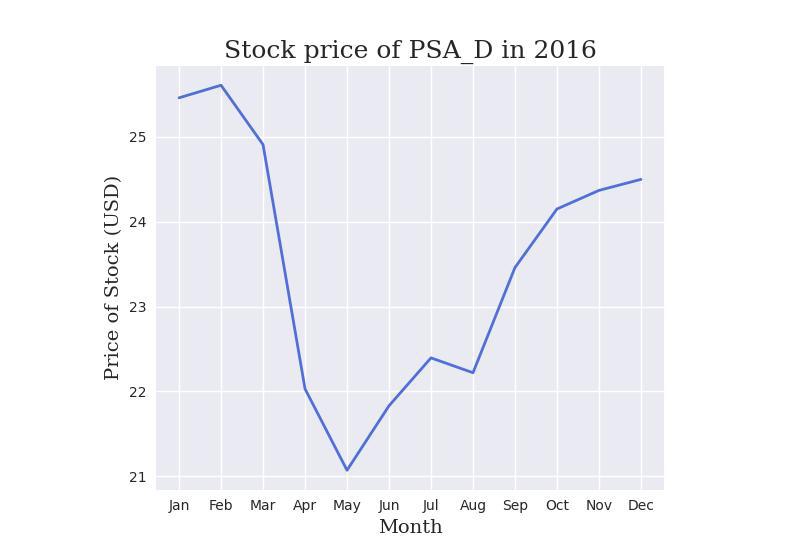 Stock price of PSA_D in 2016
Price of Stock (USD)
25
24
23
22
21
Jan Feb Mar Apr May Jun Jul Aug Sep Oct Nov Dec
Month